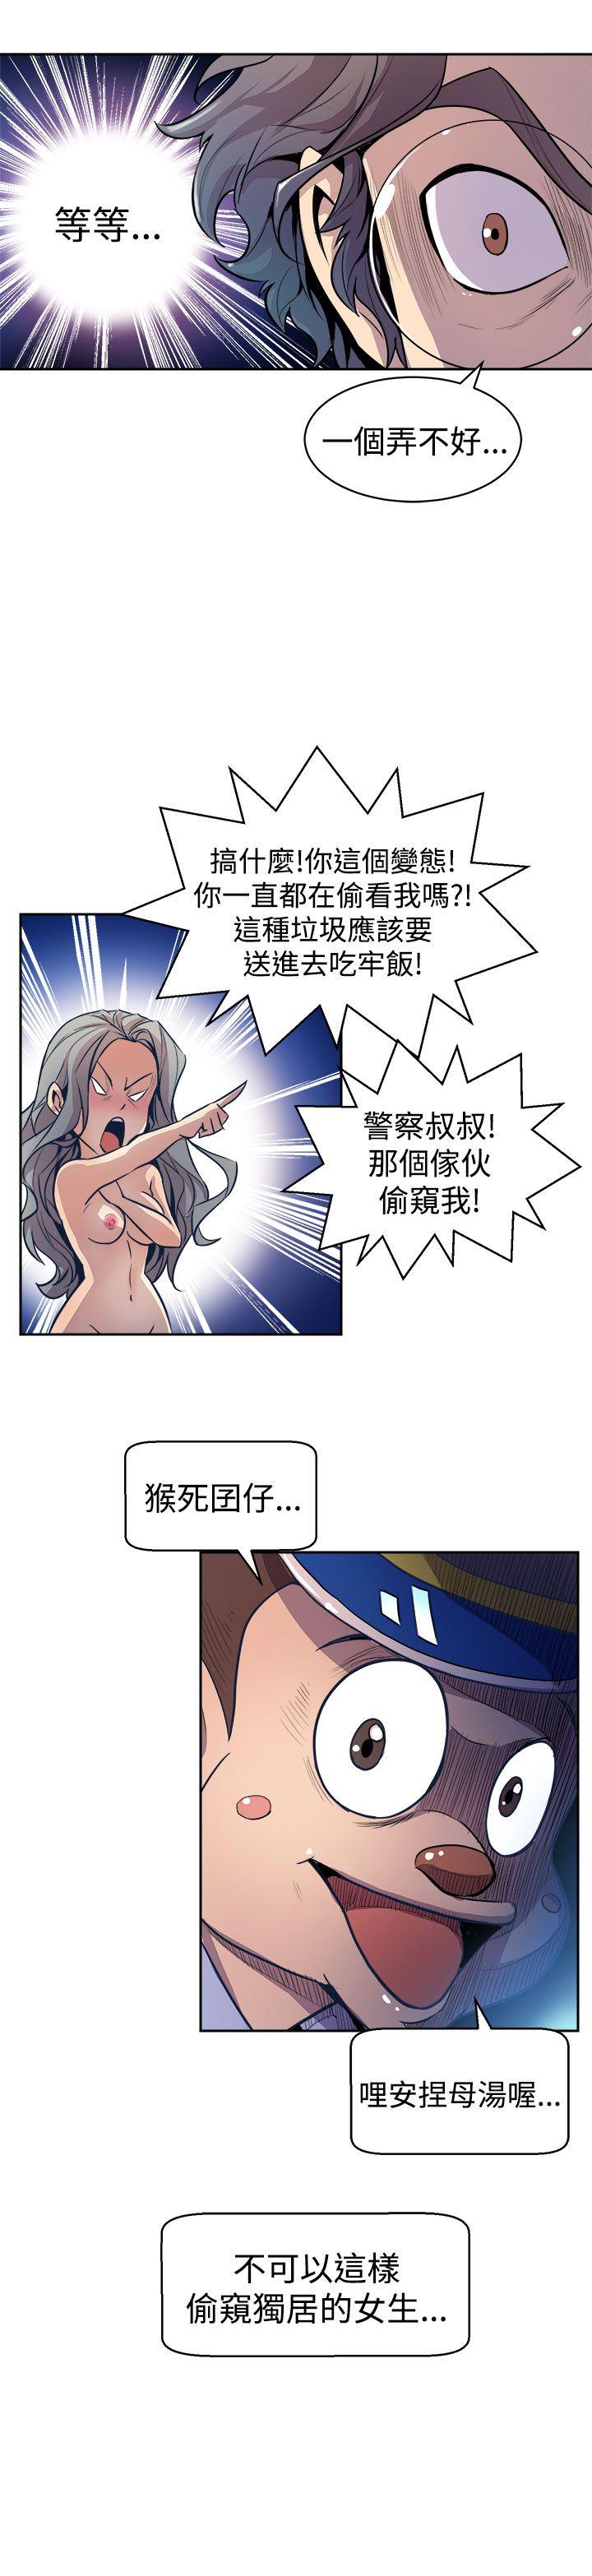 等等...
一個弄不好...
搞什麼!你這個變態!
你一直都在偷看我嗎?!
這種垃圾應該要
送進去吃牢飯!
警察叔叔!
那個傢伙
偷窺我!
猴死囝仔...
哩安捏母湯喔...
不可以這樣
偷窺獨居的女生...